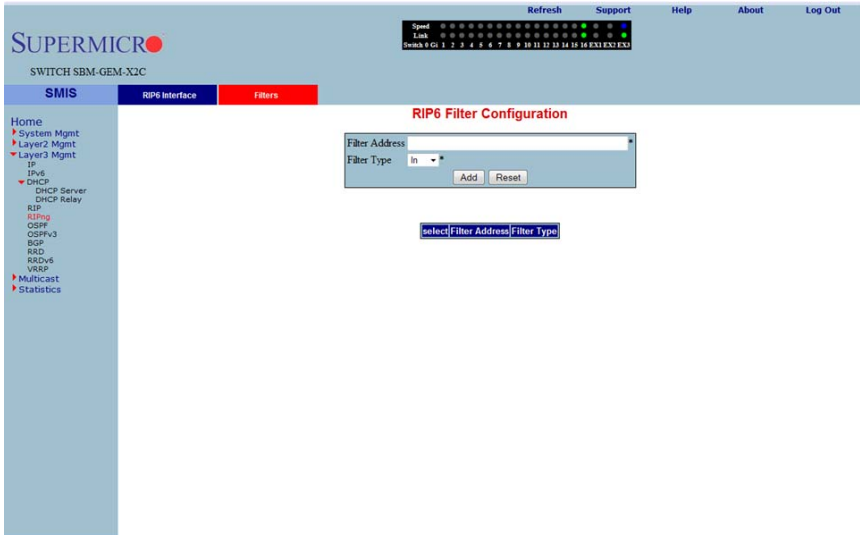 Refresh Support Help About Log Out
Speed
Link
Switch 0 Gi 1 2 3 4 5 6 7 8 9 10 11 12 13 14 15 16 EX1 EX2 EX3
SUPERMICRO
SWITCH SBM-GEM-X2C
SMIS RIP6 Interface Filters
RIP6 Filter Configuration
Filter Address *
Filter Type In *
Add Reset
select Filter Address Filter Type
Home
System Mgmt
Layer2 Mgmt
Layer3 Mgmt
IP
IPv6
DHCP
DHCP Server
DHCP Relay
RIP
RIPng
OSPF
OSPFv3
BGP
RRD
RRDv6
VRRP
Multicast
Statistics